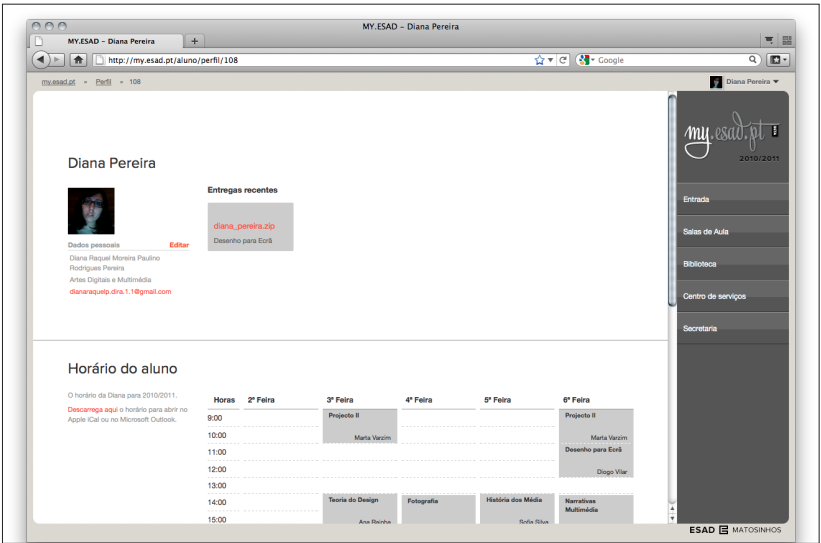 MY.ESAD – Diana Pereira
MY.ESAD – Diana Pereira +
http://my.esad.pt/aluno/perfil/108 Google
my.esad.pt Perfil 108 Diana Pereira
my.esad.pt
2010/2011
Entrada
Salas de Aula
Biblioteca
Centro de serviços
Secretaria
Diana Pereira
Entregas recentes
diana_pereira.zip
Desenho para Ecrã
Dados pessoais Editar
Diana Raquel Moreira Paulino
Rodrigues Pereira
Artes Digitais e Multimédia
dianaraquelp.dira.1.1@gmail.com
Horário do aluno
O horário da Diana para 2010/2011.
Descarrega aqui o horário para abrir no
Apple iCal ou no Microsoft Outlook.
Horas 2ª Feira 3ª Feira 4ª Feira 5ª Feira 6ª Feira
9:00 Projecto II Projecto II
10:00 Marta Varzim Marta Varzim
11:00 Desenho para Ecrã
12:00 Diogo Vilar
13:00
14:00 Teoria do Design Fotografia História dos Média Narrativas
Multimédia
15:00 Sofia Silva
ESAD MATOSINHOS